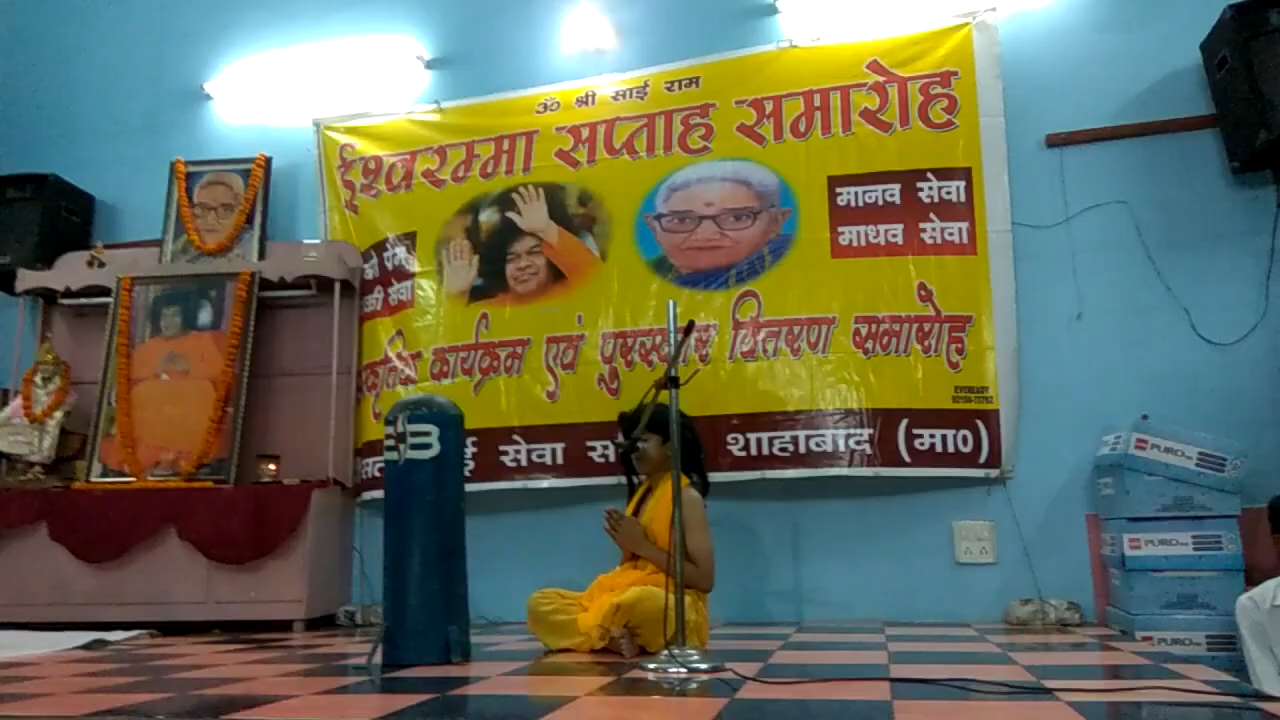 ॐ श्री साई राम
ईश्वरम्मा सप्ताह समारोह
मानव सेवा
माधव सेवा
को प्रेम
की सेवा
कार्यक्रम एवं पुरस्कार वितरण समारोह
EVEREADY
सेवा शाहाबाद (मा०)
PURO
PURO
PURO